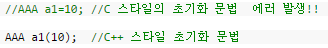 //AAA a1=10; //C 스타일의 초기화 문법  에러 발생!!
AAA a1(10);  //C++ 스타일 초기화 문법